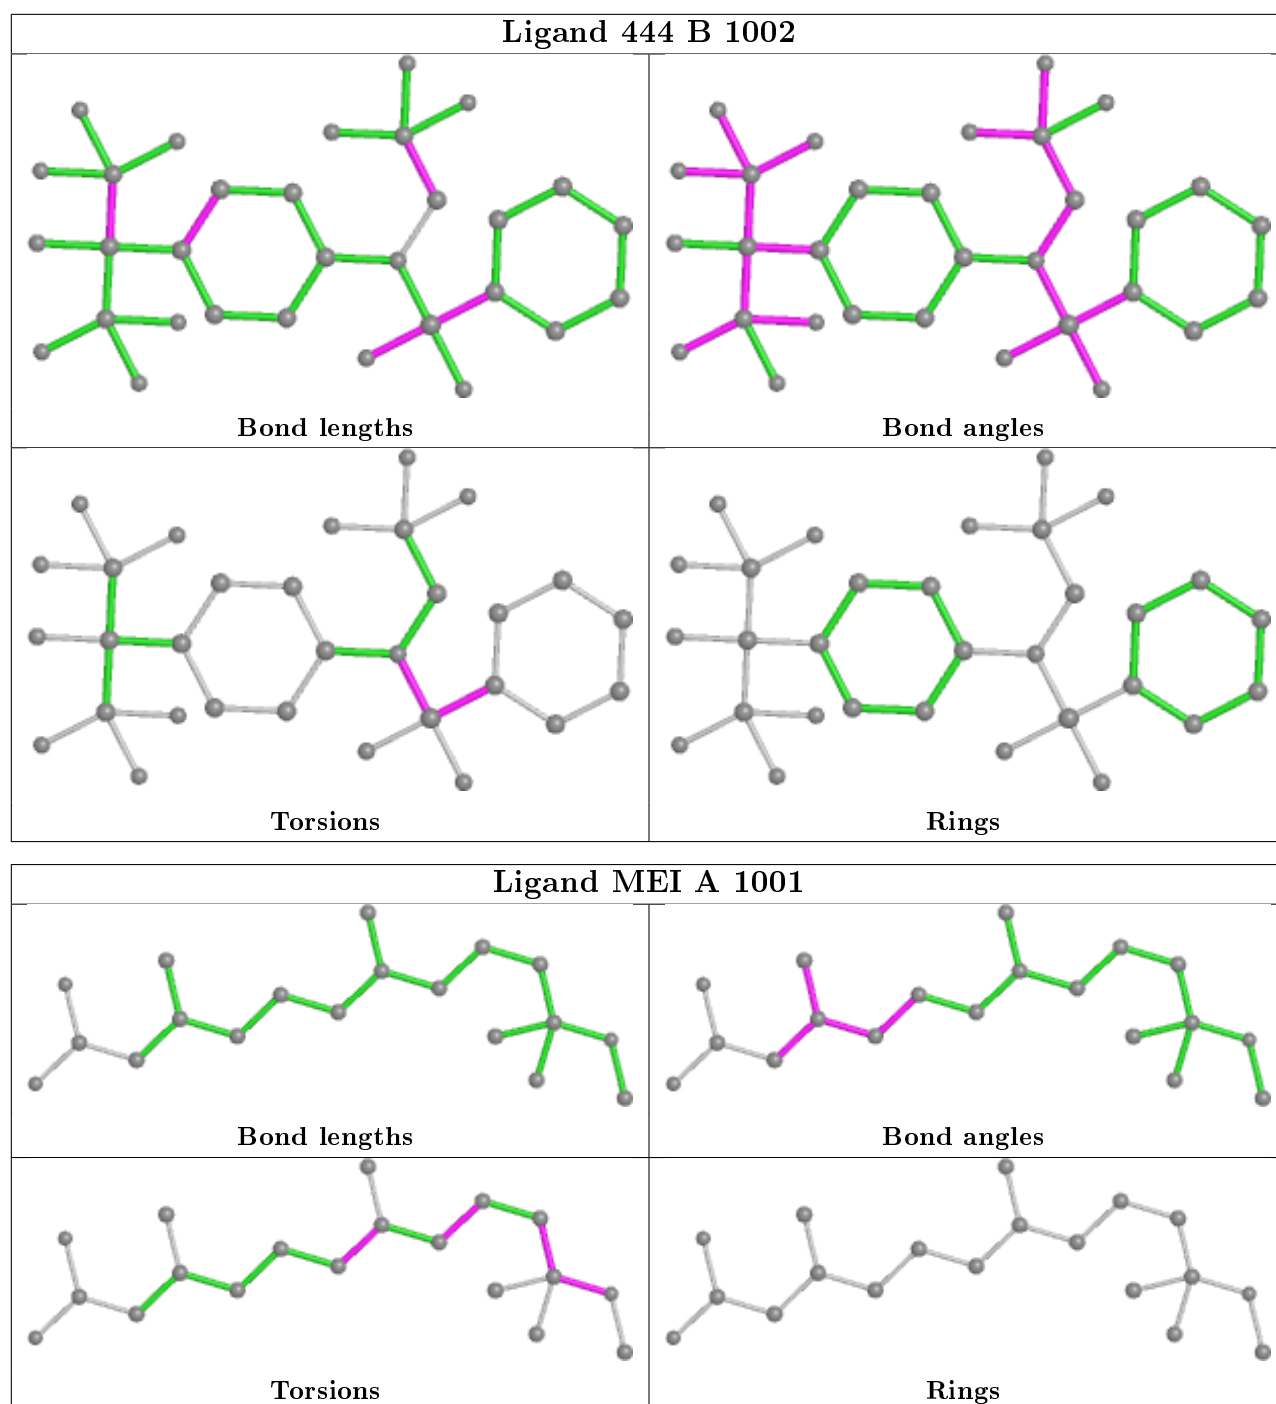 Ligand 444 B 1002
Bond lengths
Bond angles
Torsions
Rings
Ligand MEI A 1001
Bond lengths
Bond angles
Torsions
Rings